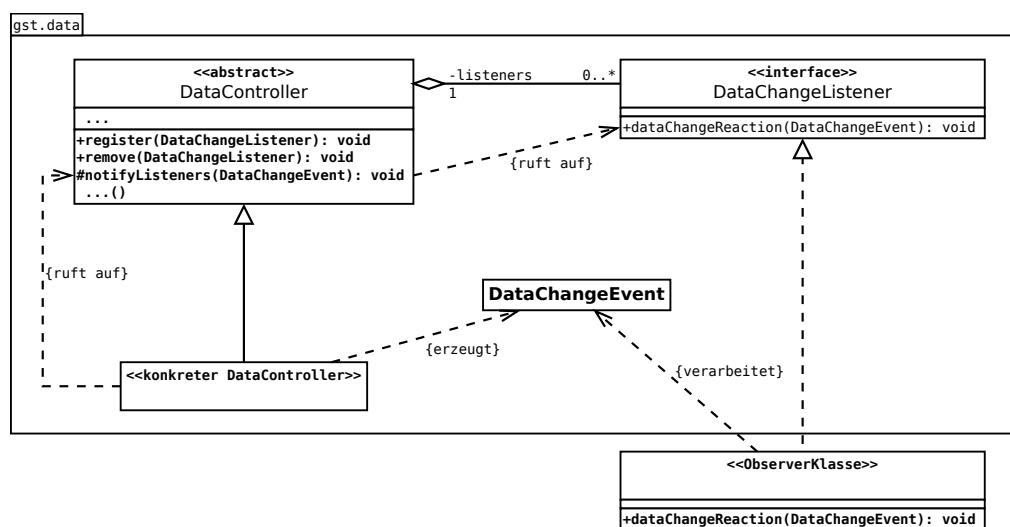 gst.data
<<abstract>>
DataController
...
+register(DataChangeListener): void
+remove(DataChangeListener): void
#notifyListeners(DataChangeEvent): void
...()
-listeners
0..*
1
<<interface>>
DataChangeListener
+dataChangeReaction(DataChangeEvent): void
{ruft auf}
{ruft auf}
DataChangeEvent
{erzeugt}
<<konkreter DataController>>
{verarbeitet}
<<ObserverKlasse>>
+dataChangeReaction(DataChangeEvent): void